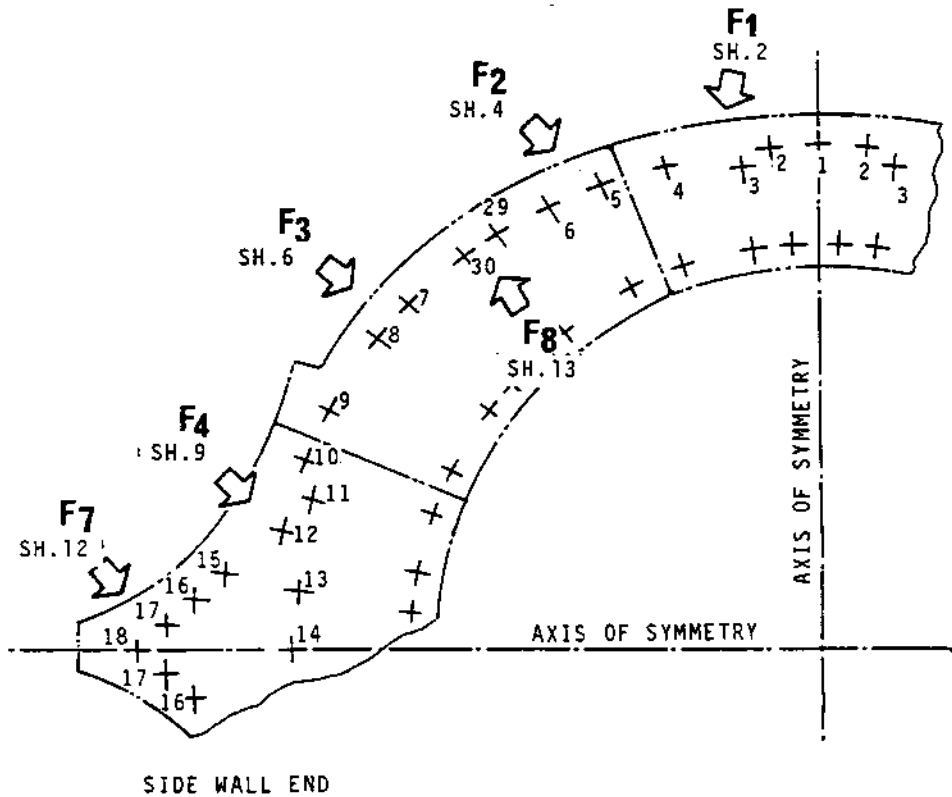 F1
SH.2
F2
SH.4
2 1 2
4 3 3
5
29 6
F3
SH.6
30
7
8
F8
SH.13
9
F4
SH.9
10
11
12
F7
SH.12
15
16
13
17
18 14
17
16
AXIS OF SYMMETRY
AXIS OF SYMMETRY
SIDE WALL END